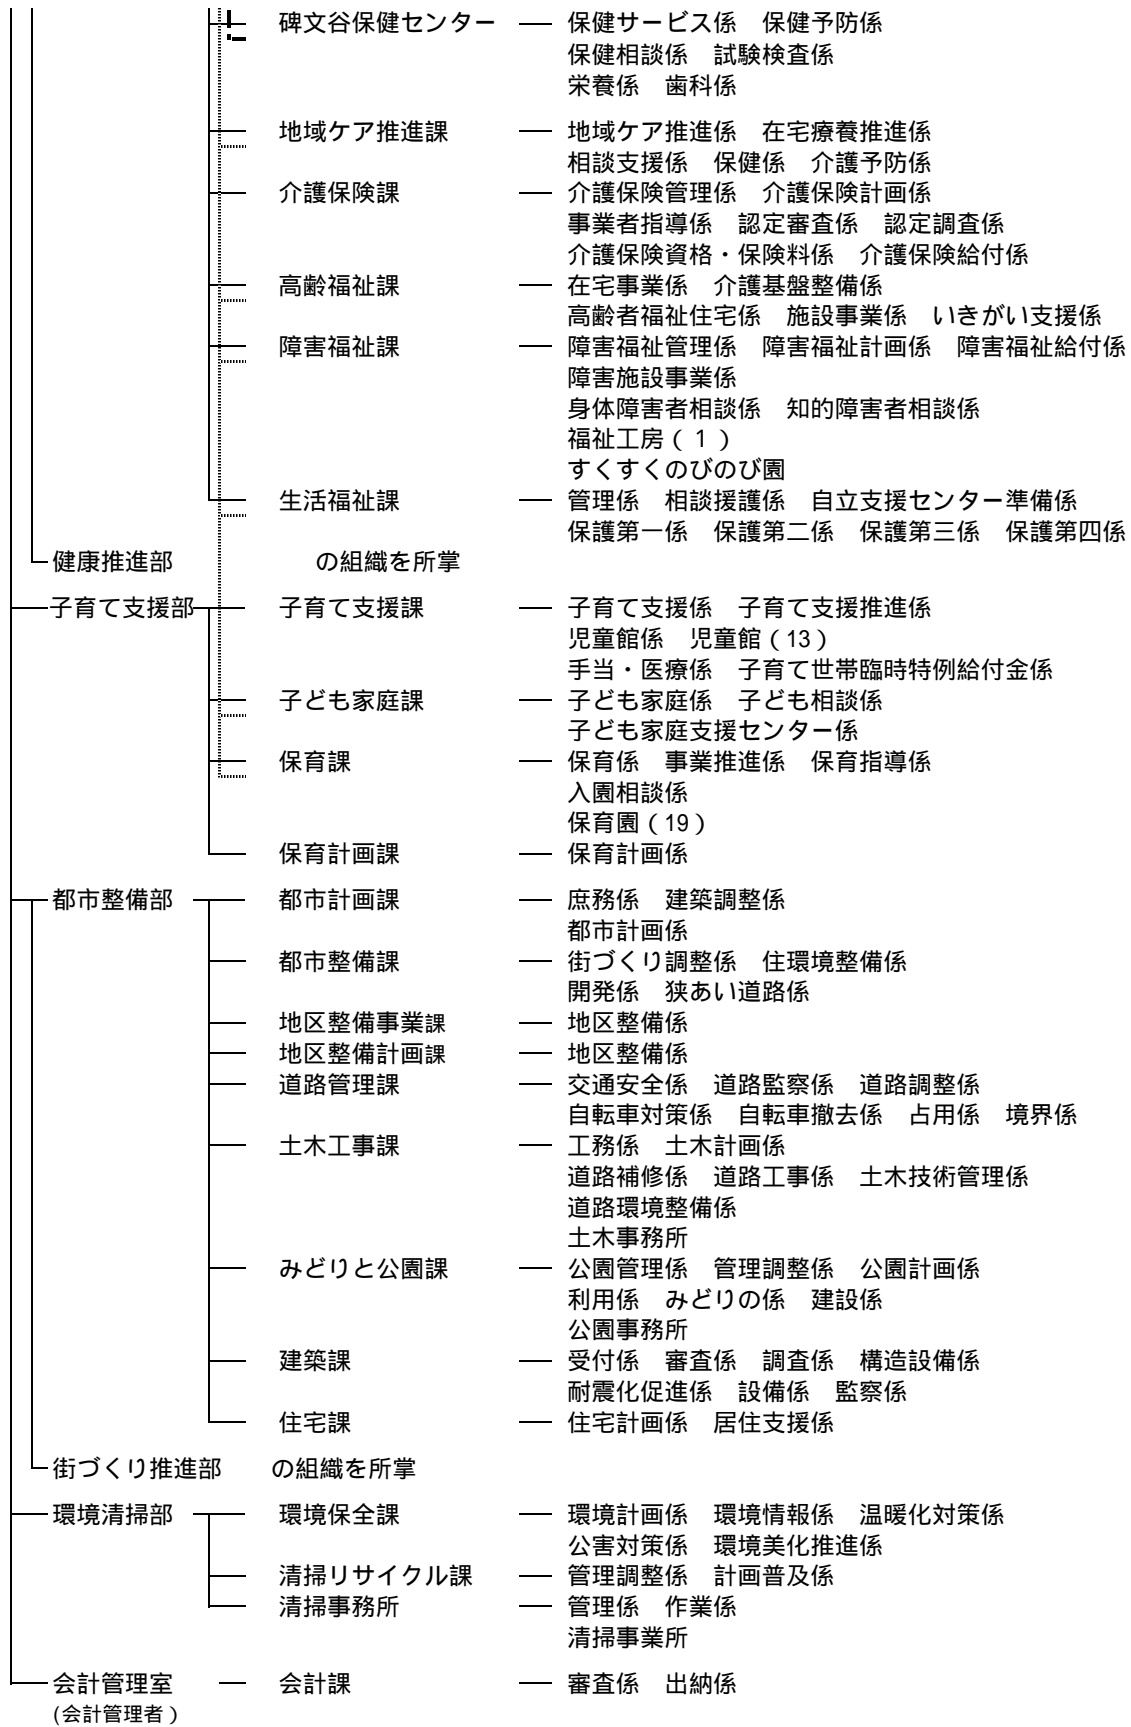 碑文谷保健センター 保健サービス係 保健予防係
保健相談係 試験検査係
栄養係 歯科係
地域ケア推進課 地域ケア推進係 在宅療養推進係
相談支援係 保健係 介護予防係
介護保険課 介護保険管理係 介護保険計画係
事業者指導係 認定審査係 認定調査係
介護保険資格・保険料係 介護保険給付係
高齢福祉課 在宅事業係 介護基盤整備係
高齢者福祉住宅係 施設事業係 いきがい支援係
障害福祉課 障害福祉管理係 障害福祉計画係 障害福祉給付係
障害施設事業係
身体障害者相談係 知的障害者相談係
福祉工房(1)
すくすくのびのび園
生活福祉課 管理係 相談援護係 自立支援センター準備係
保護第一係 保護第二係 保護第三係 保護第四係
健康推進部 の組織を所掌
子育て支援部 子育て支援課 子育て支援係 子育て支援推進係
児童館係 児童館(13)
手当・医療係 子育て世帯臨時特例給付金係
子ども家庭課 子ども家庭係 子ども相談係
子ども家庭支援センター係
保育課 保育係 事業推進係 保育指導係
入園相談係
保育園(19)
保育計画課 保育計画係
都市整備部 都市計画課 庶務係 建築調整係
都市計画係
都市整備課 街づくり調整係 住環境整備係
開発係 狭あい道路係
地区整備事業課 地区整備係
地区整備計画課 地区整備係
道路管理課 交通安全係 道路監察係 道路調整係
自転車対策係 自転車撤去係 占用係 境界係
土木工事課 工務係 土木計画係
道路補修係 道路工事係 土木技術管理係
道路環境整備係
土木事務所
みどりと公園課 公園管理係 管理調整係 公園計画係
利用係 みどりの係 建設係
公園事務所
建築課 受付係 審査係 調査係 構造設備係
耐震化促進係 設備係 監察係
住宅課 住宅計画係 居住支援係
街づくり推進部 の組織を所掌
環境清掃部 環境保全課 環境計画係 環境情報係 温暖化対策係
公害対策係 環境美化推進係
清掃リサイクル課 管理調整係 計画普及係
清掃事務所 管理係 作業係
清掃事業所
会計管理室 会計課 審査係 出納係
(会計管理者)